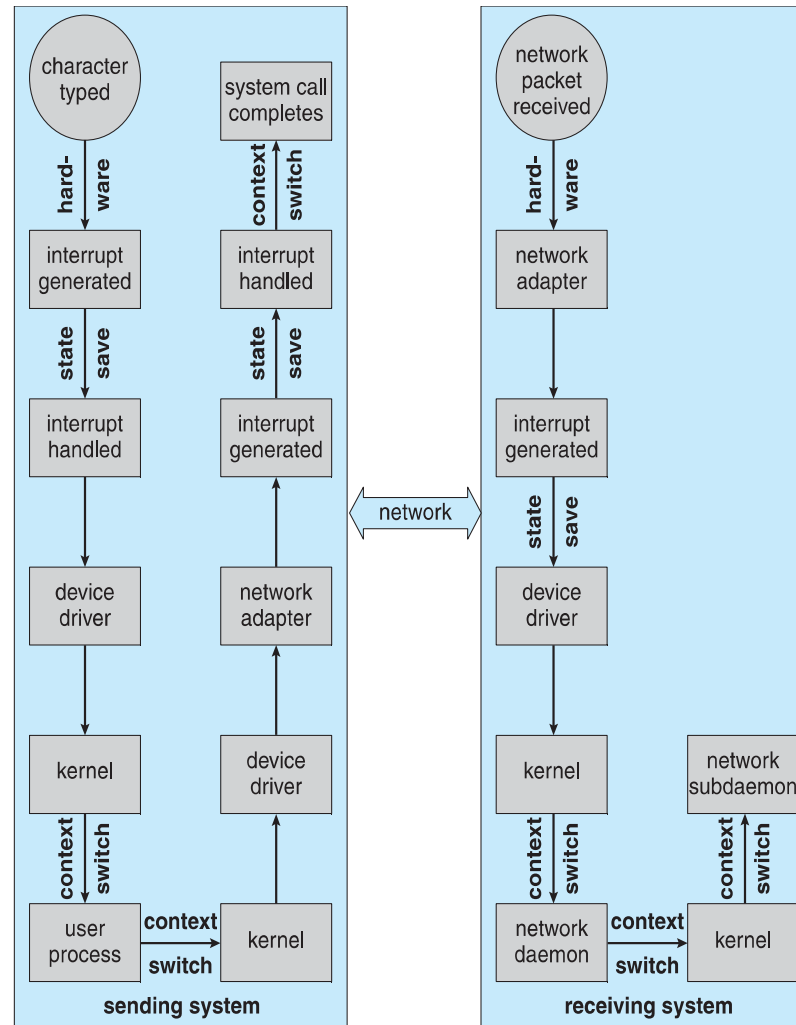 character
typed
hard-
ware
interrupt
generated
state
save
interrupt
handled
device
driver
kernel
context
switch
user
process
context
switch
kernel
device
driver
network
adapter
interrupt
generated
state
save
interrupt
handled
context
switch
system call
completes
sending system
network
network
packet
received
hard-
ware
network
adapter
interrupt
generated
state
save
device
driver
kernel
context
switch
network
daemon
context
switch
kernel
context
switch
network
subdaemon
receiving system